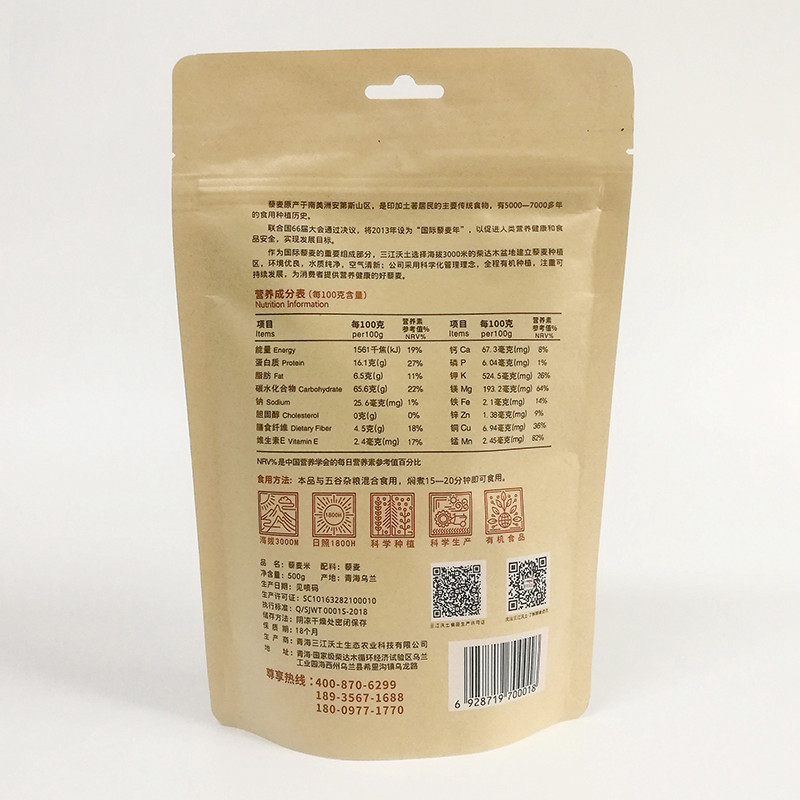 藜麦原产于南美洲安第斯山区，是印加土著居民的主要传统食物，有5000—7000多年
的食用种植历史。
联合国66届大会通过决议，将2013年设为“国际藜麦年”，以促进人类营养健康和食
品安全，实现发展目标。
作为国际藜麦的重要组成部分，三江沃土选择海拔3000米的柴达木盆地建立藜麦种植
区，环境优良，水质纯净，空气清新；公司采用科学化管理理念，全程有机种植，注重可
持续发展，为消费者提供营养健康的好藜麦。
营养成分表（每100克含量）
Nutrition Information
项目 每100克 营养素参考值% 项目 每100克 营养素参考值%
Items per100g NRV% Items per100g NRV%
能量 Energy 1561千焦(kJ) 19% 钙 Ca 67.3毫克(mg) 8%
蛋白质 Protein 16.1克(g) 27% 磷 P 6.04毫克(mg) 1%
脂肪 Fat 6.5克(g) 11% 钾 K 524.5毫克(mg) 26%
碳水化合物 Carbohydrate 65.6克(g) 22% 镁 Mg 193.2毫克(mg) 64%
钠 Sodium 25.6毫克(mg) 1% 铁 Fe 2.1毫克(mg) 14%
胆固醇 Cholesterol 0克(g) 0% 锌 Zn 1.38毫克(mg) 9%
膳食纤维 Dietary Fiber 4.5克(g) 18% 铜 Cu 6.94毫克(mg) 36%
维生素E Vitamin E 2.4毫克(mg) 17% 锰 Mn 2.45毫克(mg) 82%
NRV%是中国营养学会的每日营养素参考值百分比
食用方法：本品与五谷杂粮混合食用，焖煮15—20分钟即可食用。
1800H
海拔3000M 日照1800H 科学种植 科学生产 有机食品
品 名：藜麦米 配料：藜麦
净含量：500g 产地：青海乌兰
生产日期：见喷码
生产许可证：SC10163282100010
执行标准：Q/SJWT 0001S-2018
储存方法：阴凉干燥处密闭保存
保 质 期：18个月
生 产 商：青海三江沃土生态农业科技有限公司
地 址：青海·国家级柴达木循环经济试验区乌兰
工业园海西州乌兰县希里沟镇乌龙路
尊享热线：400-870-6299
189-3567-1688
180-0977-1770
三江沃土食品生产许可证
6 928719 700018